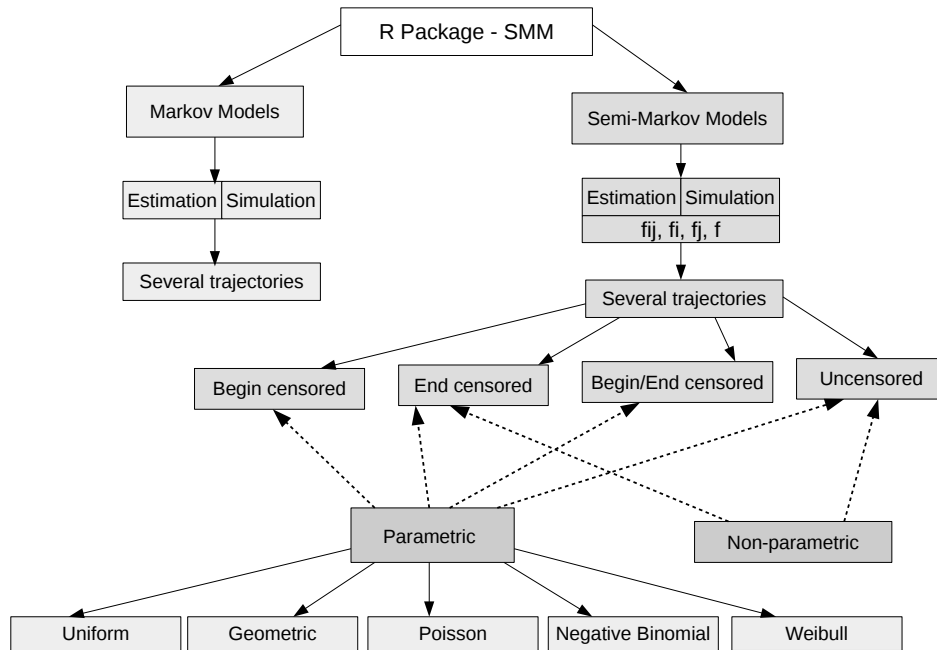 R Package - SMM
Markov Models
Semi-Markov Models
Estimation Simulation
Estimation Simulation
fij, fi, fj, f
Several trajectories
Several trajectories
Begin censored
End censored
Begin/End censored
Uncensored
Parametric
Non-parametric
Uniform
Geometric
Poisson
Negative Binomial
Weibull